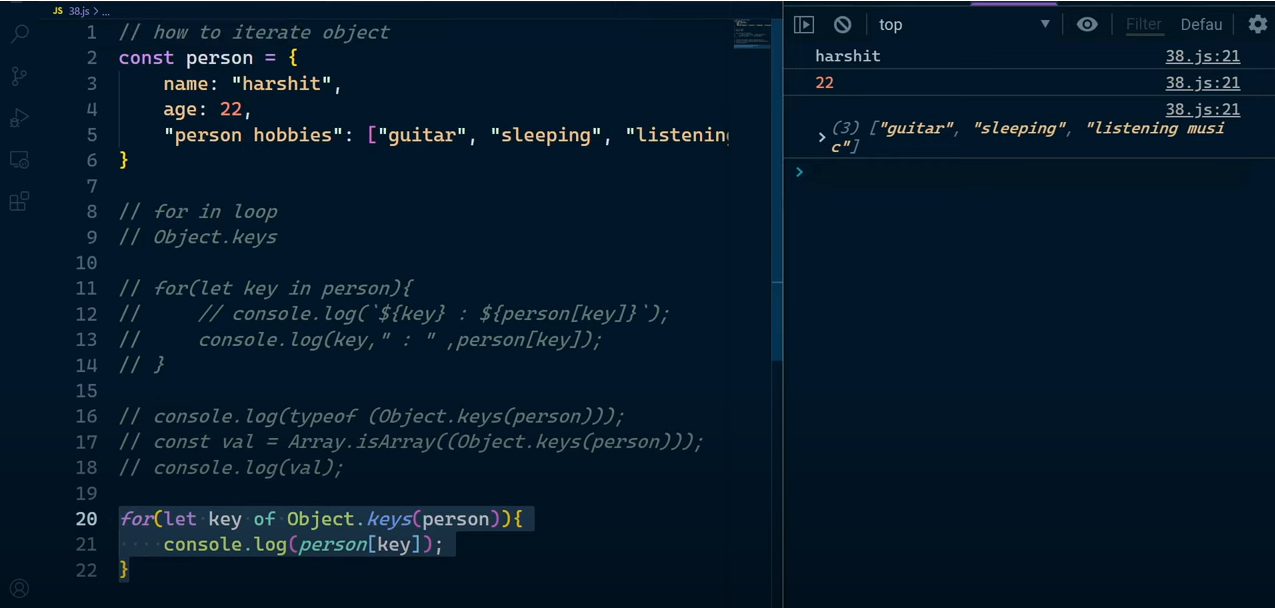 JS 38.js > ...
1 // how to iterate object
2 const person = {
3 name: "harshit",
4 age: 22,
5 "person hobbies": ["guitar", "sleeping", "listening
6 }
7
8 // for in loop
9 // Object.keys
10
11 // for(let key in person){
12 // // console.log(`${key} : ${person[key]}`);
13 // console.log(key," : " ,person[key]);
14 // }
15
16 // console.log(typeof (Object.keys(person)));
17 // const val = Array.isArray((Object.keys(person)));
18 // console.log(val);
19
20 for(let key of Object.keys(person)){
21 console.log(person[key]);
22 }
top Filter Defau
harshit 38.js:21
22 38.js:21
38.js:21
(3) ["guitar", "sleeping", "listening musi
c"]